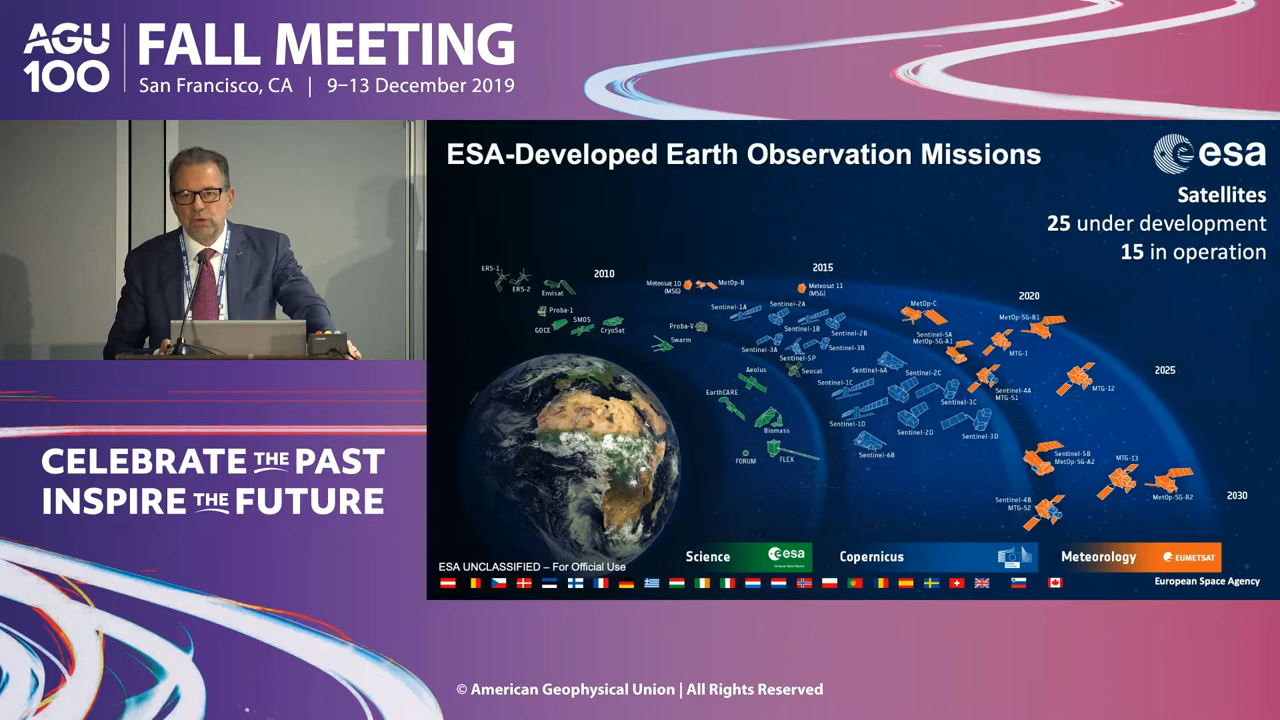 AGU
100
FALL MEETING
San Francisco, CA | 9–13 December 2019
ESA-Developed Earth Observation Missions
esa
Satellites
25 under development
15 in operation
2010
2015
2020
2025
2030
ERS-1
ERS-2
Envisat
Proba-1
GOCE
SMOS
CryoSat
Meteosat 10
(MSG)
MetOp-B
Meteosat 11
(MSG)
Proba-V
Swarm
Sentinel-1A
Sentinel-2A
Sentinel-1B
Sentinel-2B
Sentinel-3A
Sentinel-3B
Sentinel-5P
Seosat
Aeolus
EarthCARE
Biomass
FORUM
FLEX
Sentinel-6A
Sentinel-2C
Sentinel-1C
Sentinel-3C
Sentinel-1D
Sentinel-2D
Sentinel-3D
Sentinel-6B
MetOp-C
Sentinel-5A
MetOp-SG-A1
MetOp-SG-B1
MTG-I
MTG-I2
Sentinel-4A
MTG-S1
Sentinel-5B
MetOp-SG-A2
MTG-I3
MetOp-SG-B2
Sentinel-4B
MTG-S2
Science
esa
Copernicus
Meteorology
EUMETSAT
ESA UNCLASSIFIED – For Official Use
European Space Agency
CELEBRATE THE PAST
INSPIRE THE FUTURE
© American Geophysical Union | All Rights Reserved